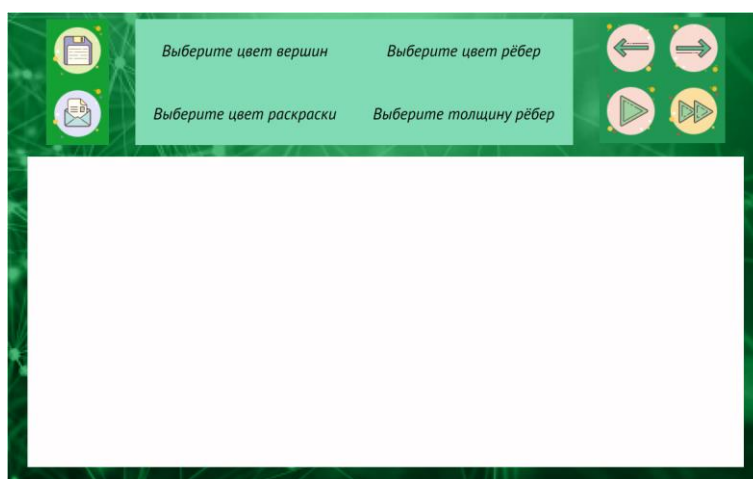 Выберите цвет вершин
Выберите цвет рёбер
Выберите цвет раскраски
Выберите толщину рёбер